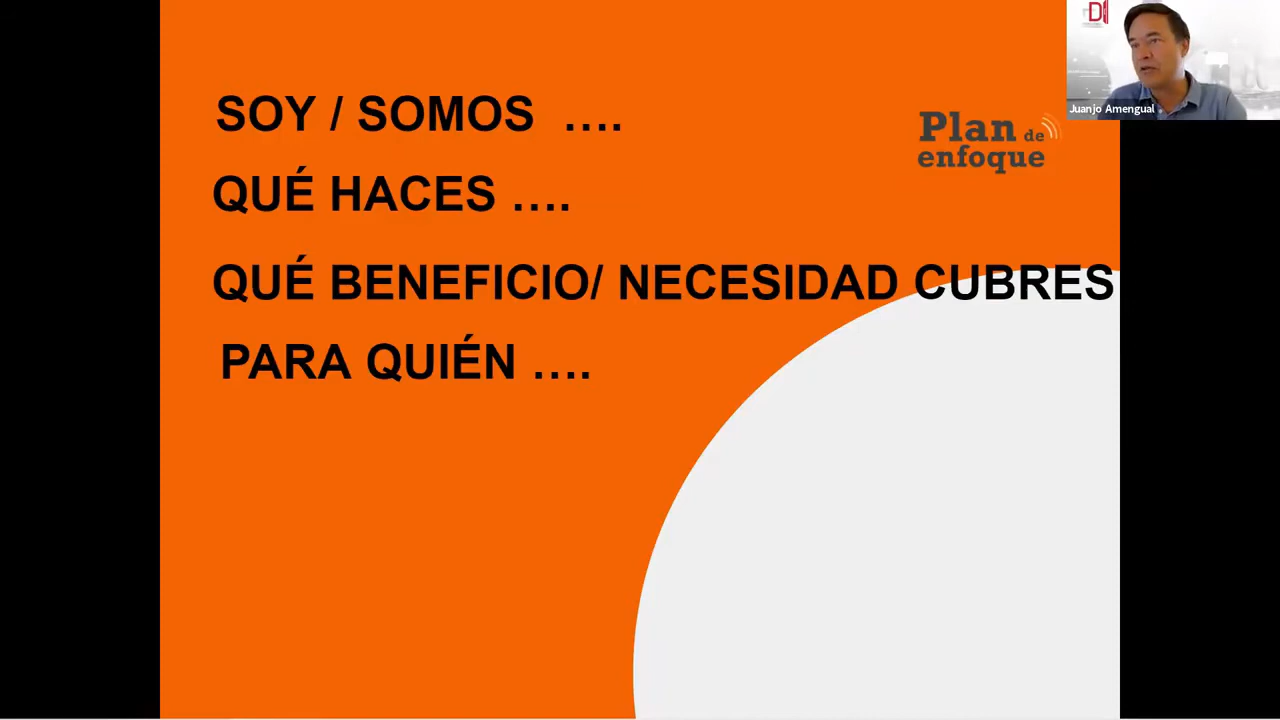 SOY / SOMOS ....
QUÉ HACES ....
QUÉ BENEFICIO/ NECESIDAD CUBRES
PARA QUIÉN ....
Plan de
enfoque
D
Juanjo Amengual